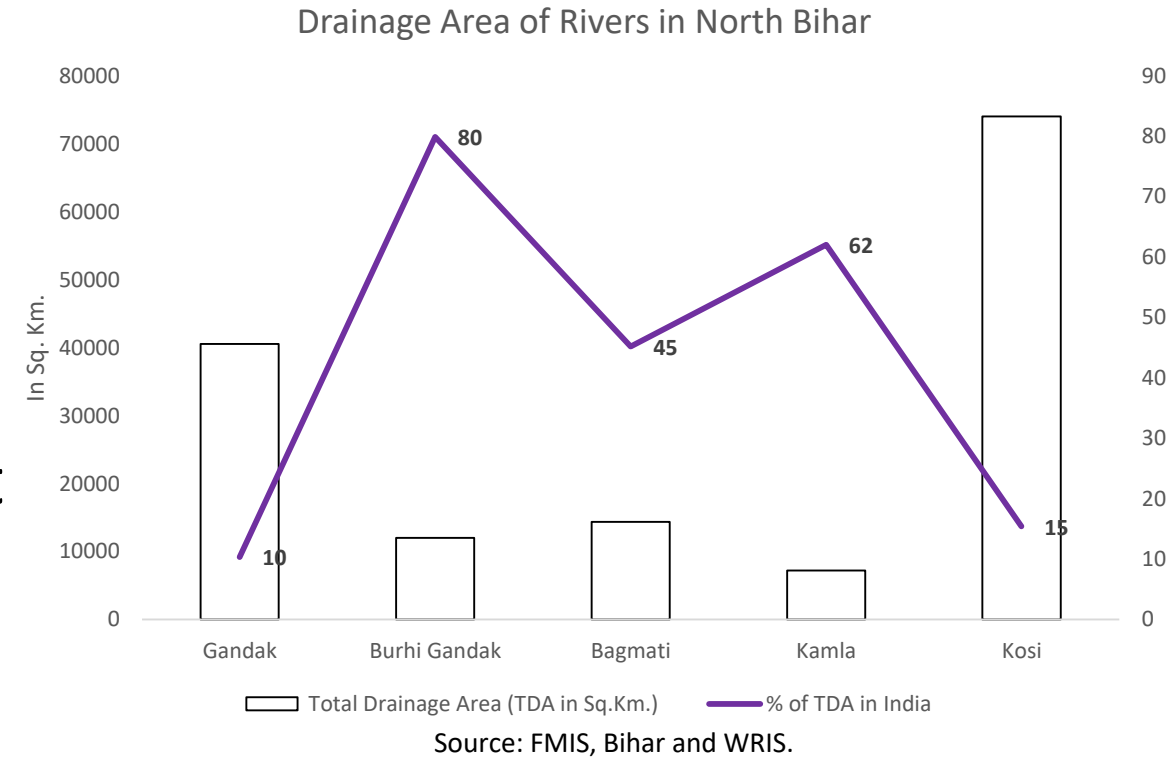 Drainage Area of Rivers in North Bihar
80000
70000
60000
50000
40000
30000
20000
10000
0
In Sq. Km.
90
80
70
60
50
40
30
20
10
0
10
80
45
62
15
Gandak
Burhi Gandak
Bagmati
Kamla
Kosi
Total Drainage Area (TDA in Sq.Km.)
% of TDA in India
Source: FMIS, Bihar and WRIS.